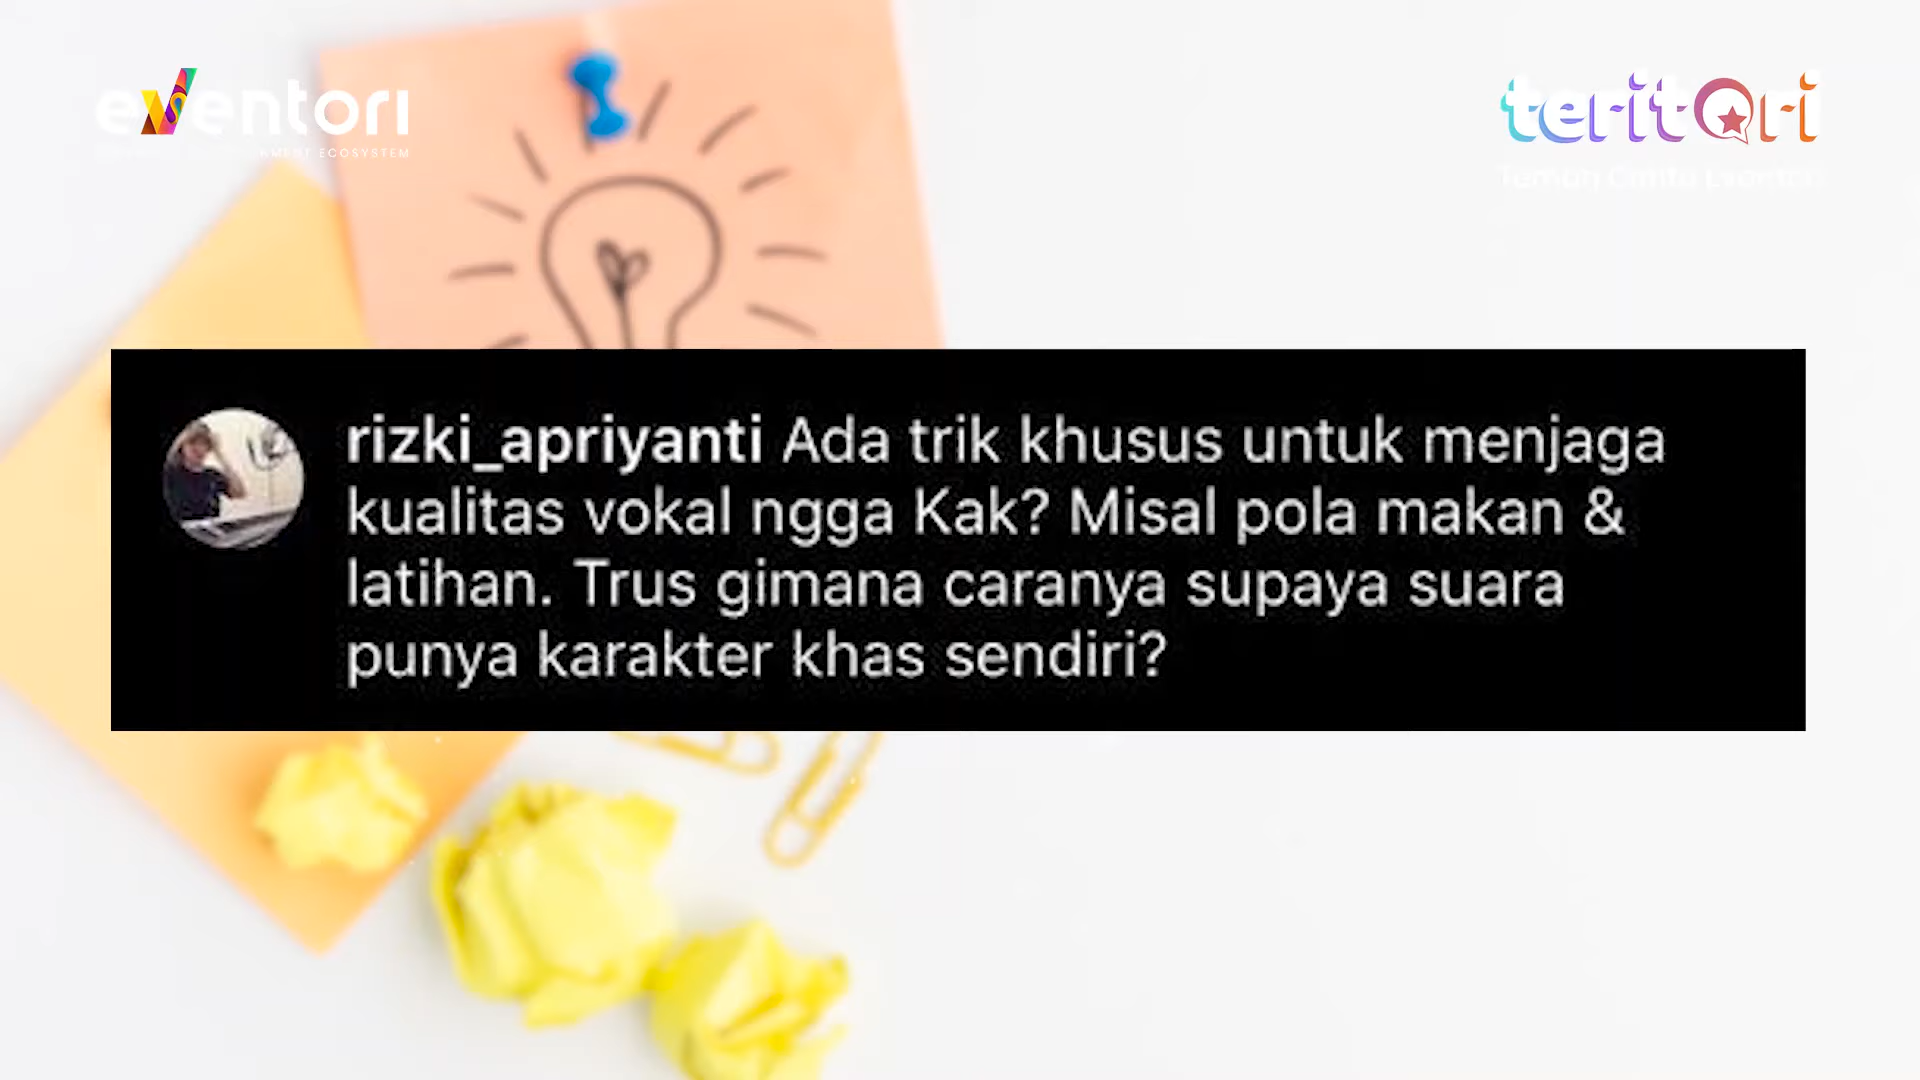 eventori
teritori
rizki_apriyanti Ada trik khusus untuk menjaga
kualitas vokal ngga Kak? Misal pola makan &
latihan. Trus gimana caranya supaya suara
punya karakter khas sendiri?